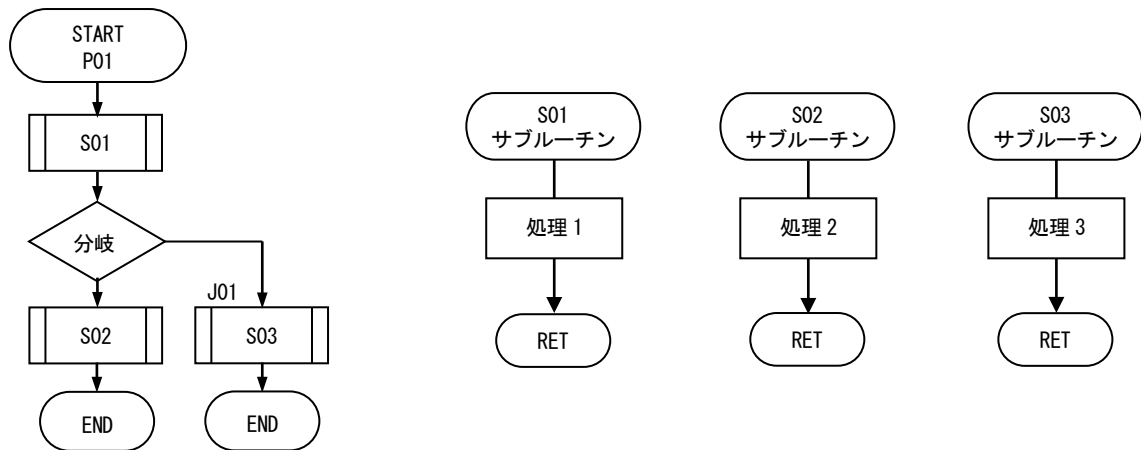 START
P01
S01
分岐
S02
END
J01
S03
END
S01
サブルーチン
処理1
RET
S02
サブルーチン
処理2
RET
S03
サブルーチン
処理3
RET